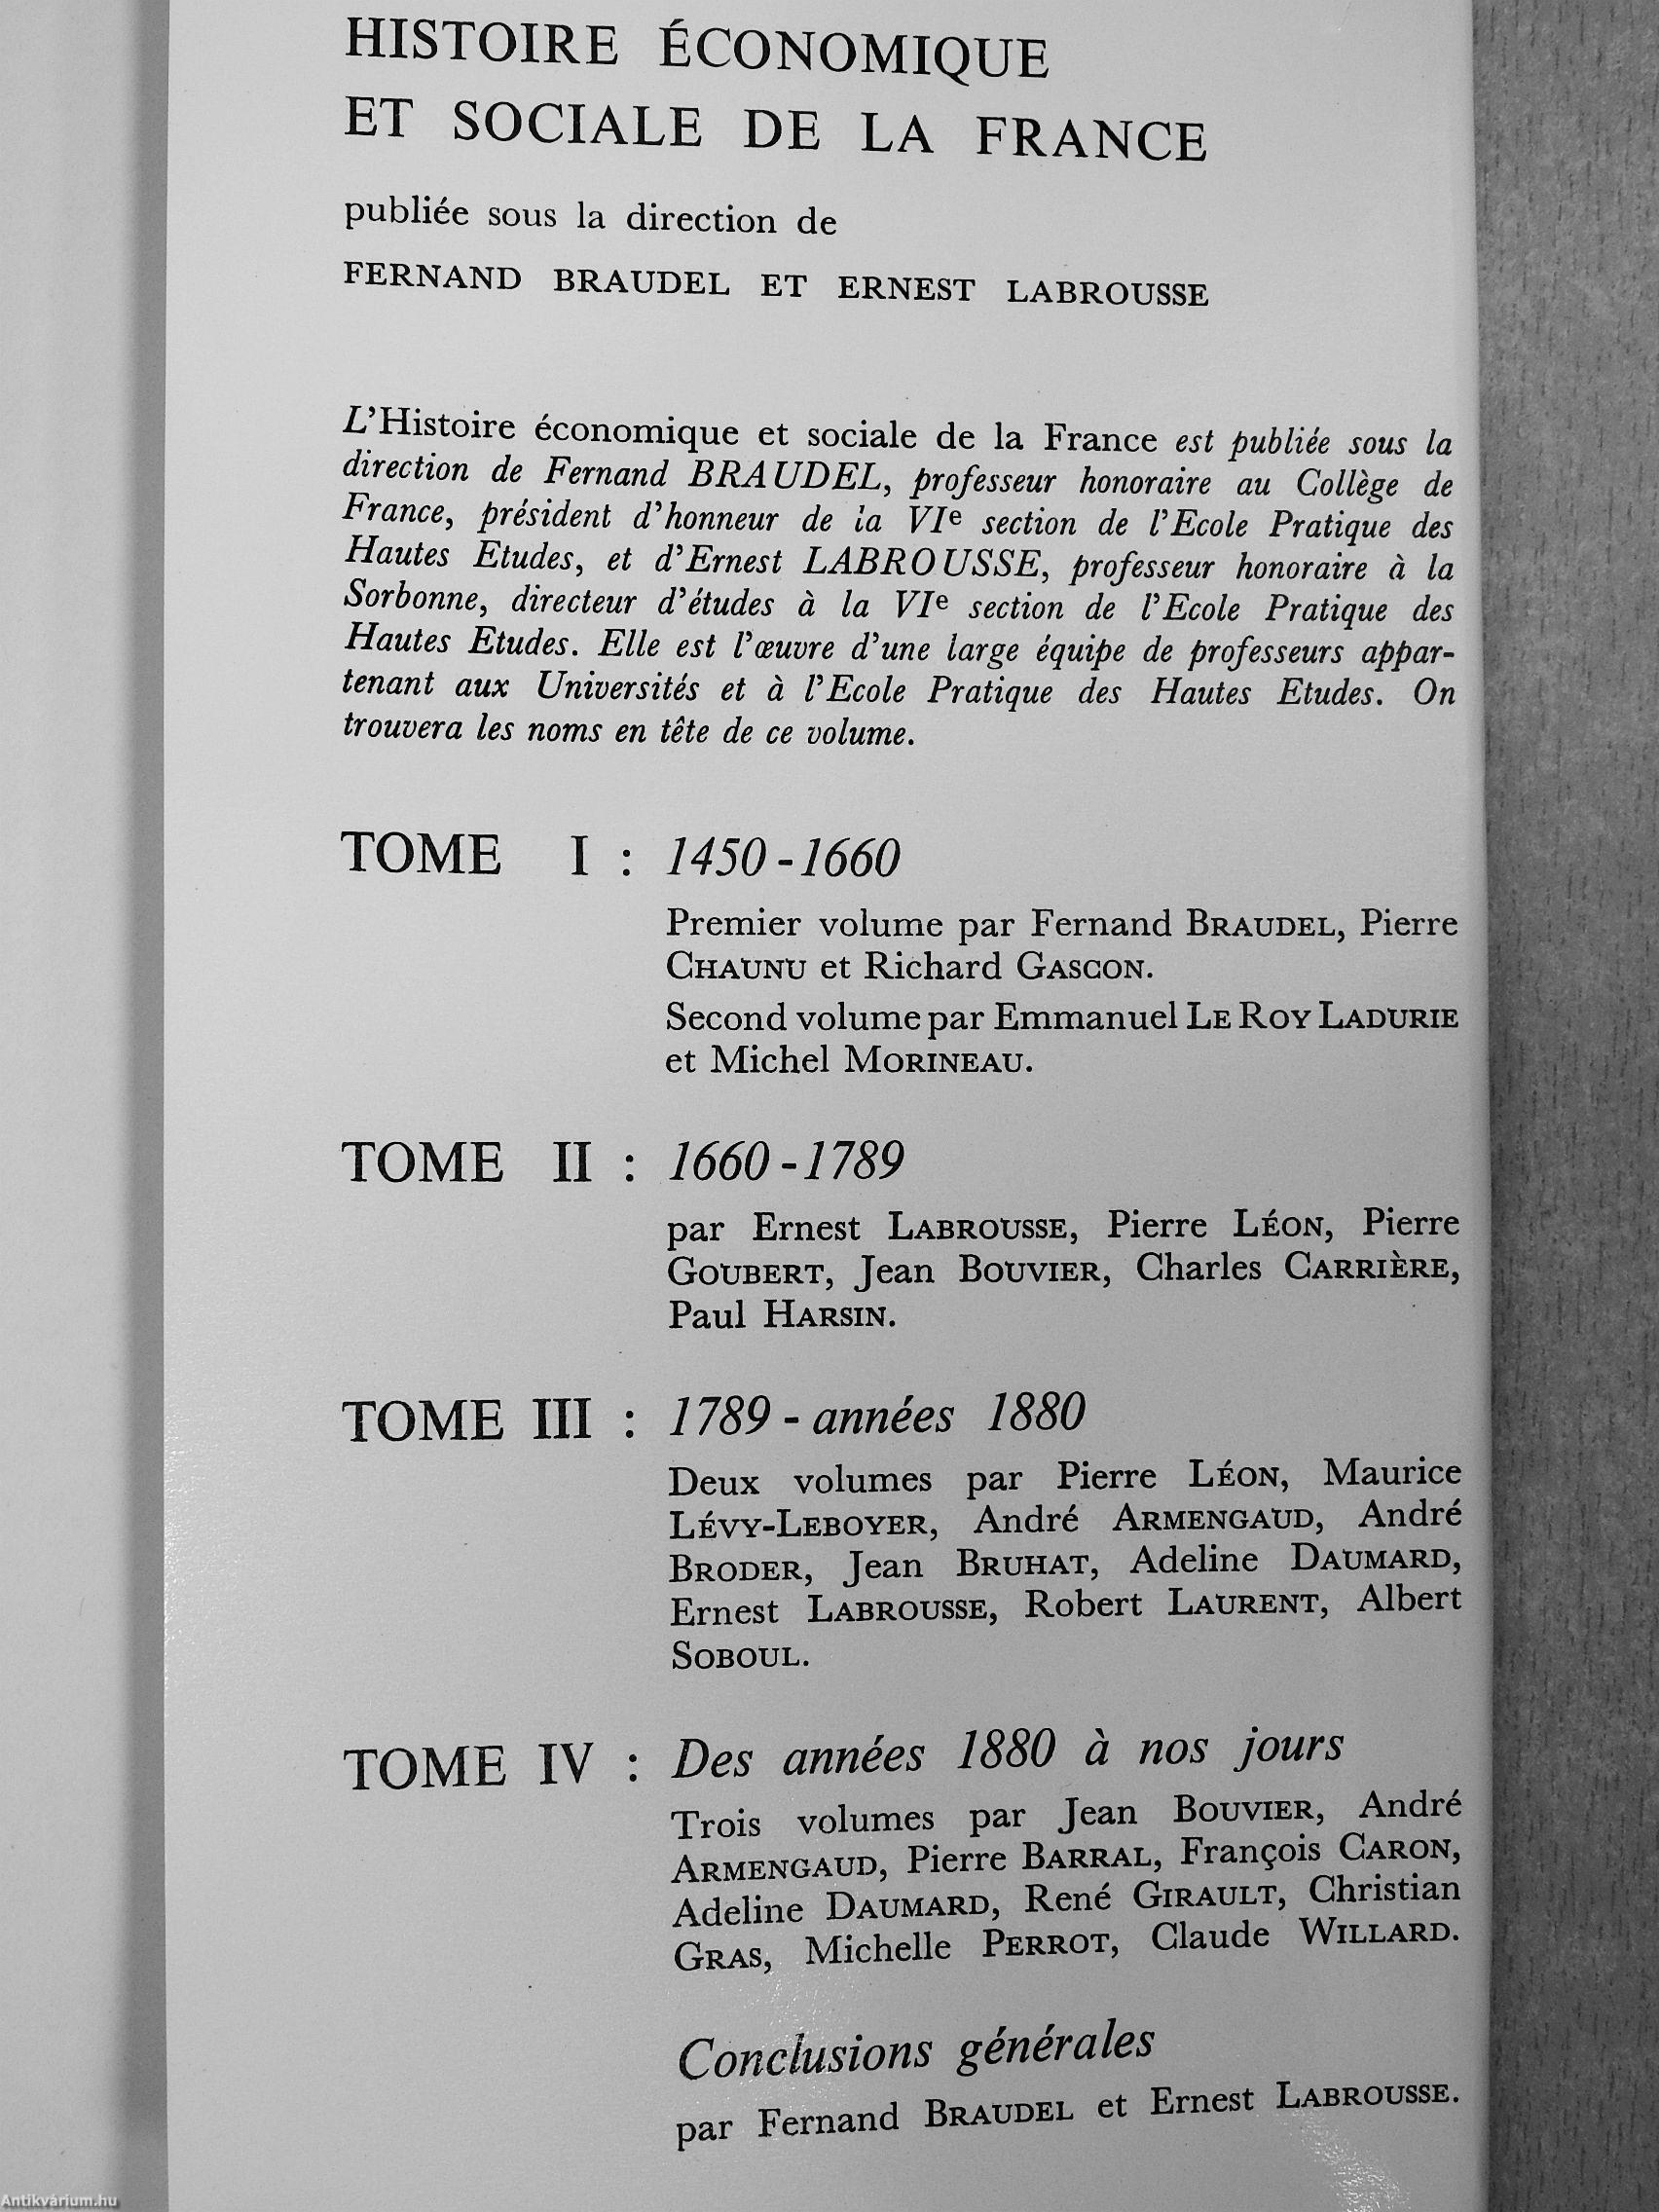 HISTOIRE ÉCONOMIQUE
ET SOCIALE DE LA FRANCE
publiée sous la direction de
FERNAND BRAUDEL ET ERNEST LABROUSSE
L'Histoire économique et sociale de la France est publiée sous la
direction de Fernand BRAUDEL, professeur honoraire au Collège de
France, président d'honneur de la VIe section de l'Ecole Pratique des
Hautes Etudes, et d'Ernest LABROUSSE, professeur honoraire à la
Sorbonne, directeur d'études à la VIe section de l'Ecole Pratique des
Hautes Etudes. Elle est l'œuvre d'une large équipe de professeurs appar-
tenant aux Universités et à l'Ecole Pratique des Hautes Etudes. On
trouvera les noms en tête de ce volume.
TOME I : 1450-1660
Premier volume par Fernand BRAUDEL, Pierre
CHAUNU et Richard GASCON.
Second volume par Emmanuel LE ROY LADURIE
et Michel MORINEAU.
TOME II : 1660-1789
par Ernest LABROUSSE, Pierre LÉON, Pierre
GOUBERT, Jean BOUVIER, Charles CARRIÈRE,
Paul HARSIN.
TOME III : 1789 - années 1880
Deux volumes par Pierre LÉON, Maurice
LÉVY-LEBOYER, André ARMENGAUD, André
BRODER, Jean BRUHAT, Adeline DAUMARD,
Ernest LABROUSSE, Robert LAURENT, Albert
SOBOUL.
TOME IV : Des années 1880 à nos jours
Trois volumes par Jean BOUVIER, André
ARMENGAUD, Pierre BARRAL, François CARON,
Adeline DAUMARD, René GIRAULT, Christian
GRAS, Michelle PERROT, Claude WILLARD.
Conclusions générales
par Fernand BRAUDEL et Ernest LABROUSSE.
Antikvárium.hu